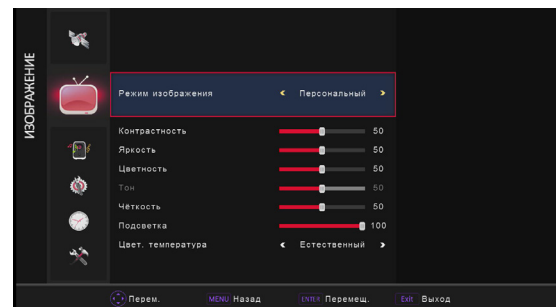 ИЗОБРАЖЕНИЕ
Режим изображения Персональный
Контрастность 50
Яркость 50
Цветность 50
Тон 50
Чёткость 50
Подсветка 100
Цвет. температура Естественный
Перем. MENU Назад ENTER Перемещ. Exit Выход